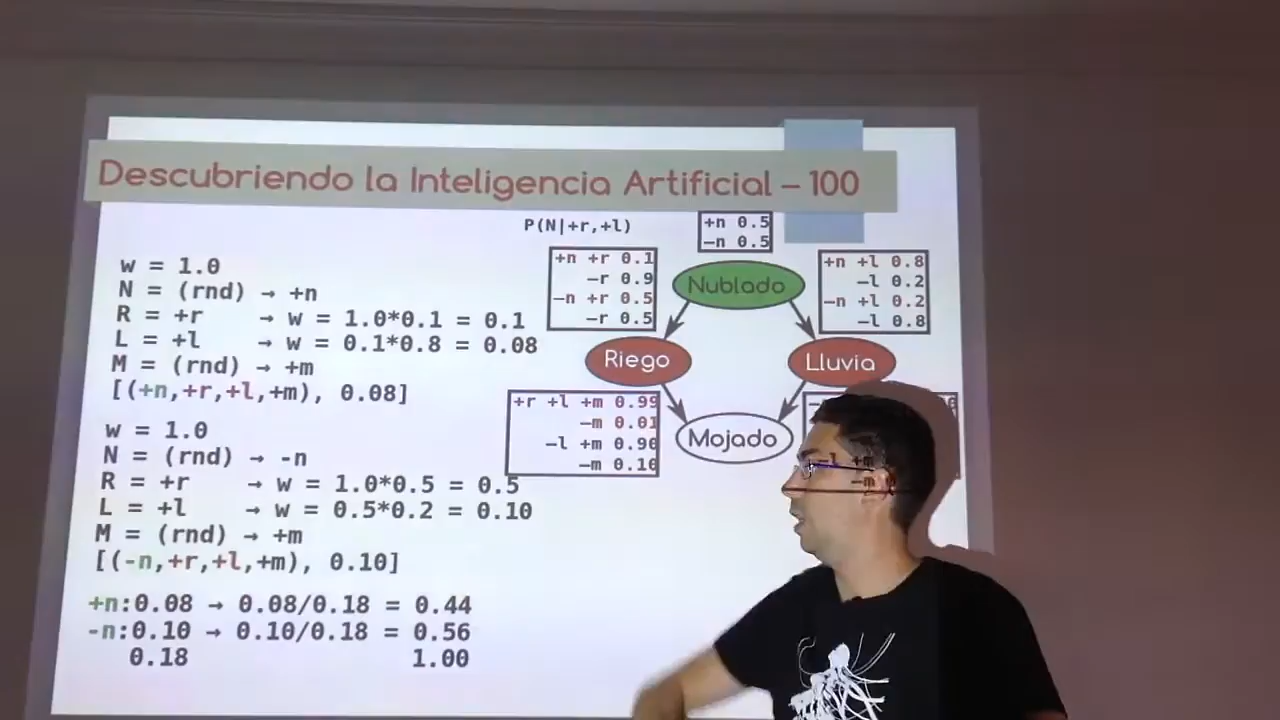 Descubriendo la Inteligencia Artificial – 100
P(N|+r,+l)
+n 0.5
−n 0.5
w = 1.0
N = (rnd) → +n
R = +r → w = 1.0*0.1 = 0.1
L = +l → w = 0.1*0.8 = 0.08
M = (rnd) → +m
[(+n,+r,+l,+m), 0.08]
+n +r 0.1
−r 0.9
−n +r 0.5
−r 0.5
Nublado
+n +l 0.8
−l 0.2
−n +l 0.2
−l 0.8
Riego
Lluvia
+r +l +m 0.99
−m 0.01
−l +m 0.90
−m 0.10
Mojado
−l +m
−m
w = 1.0
N = (rnd) → -n
R = +r → w = 1.0*0.5 = 0.5
L = +l → w = 0.5*0.2 = 0.10
M = (rnd) → +m
[(-n,+r,+l,+m), 0.10]
+n:0.08 → 0.08/0.18 = 0.44
-n:0.10 → 0.10/0.18 = 0.56
0.18 1.00